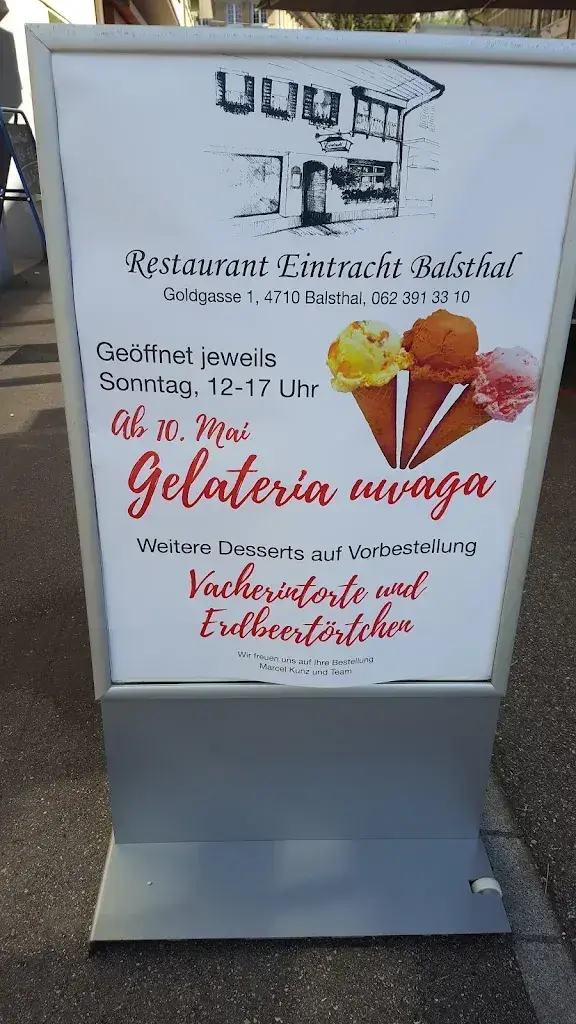 Restaurant Eintracht Balsthal
Goldgasse 1, 4710 Balsthal, 062 391 33 10
Geöffnet jeweils
Sonntag, 12-17 Uhr
Ab 10. Mai
Gelateria uwaga
Weitere Desserts auf Vorbestellung
Vacherintorte und
Erdbeertörtchen
Wir freuen uns auf Ihre Bestellung
Marcel Kunz und Team